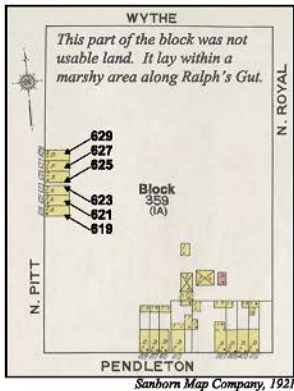 WYTHE
This part of the block was not
usable land. It lay within a
marshy area along Ralph's Gut.
N. ROYAL
629
627
625
623
621
619
Block
359
(IA)
N. PITT
PENDLETON
Sanborn Map Company, 1921